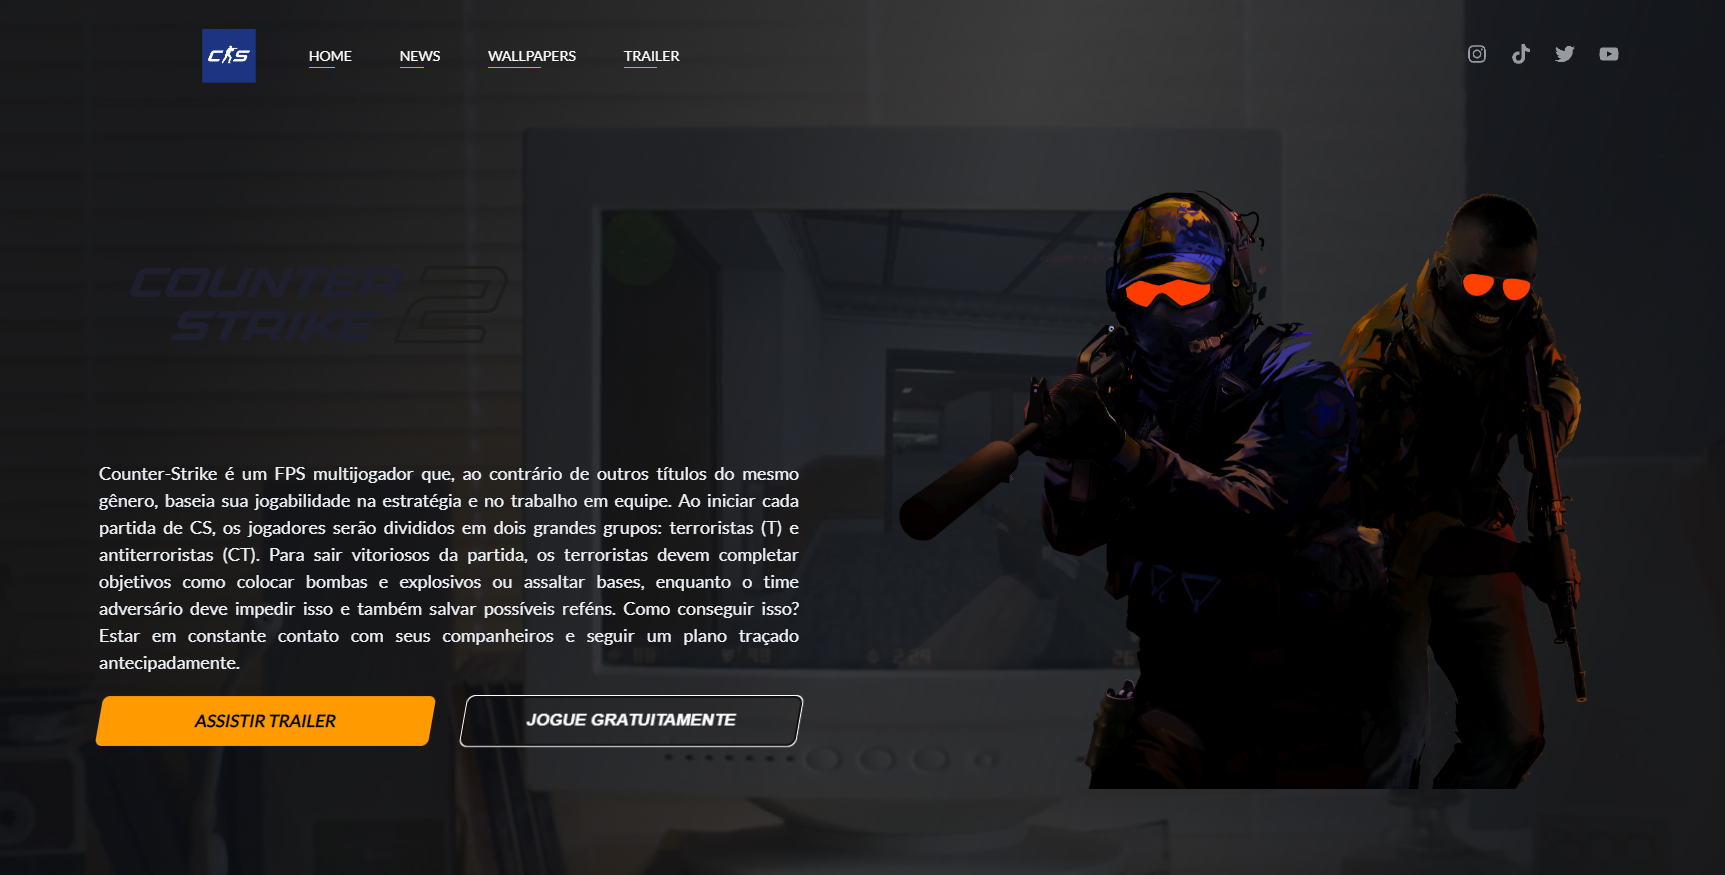 CS
HOME
NEWS
WALLPAPERS
TRAILER
COUNTER
STRIKE 2
Counter-Strike é um FPS multijogador que, ao contrário de outros títulos do mesmo
gênero, baseia sua jogabilidade na estratégia e no trabalho em equipe. Ao iniciar cada
partida de CS, os jogadores serão divididos em dois grandes grupos: terroristas (T) e
antiterroristas (CT). Para sair vitoriosos da partida, os terroristas devem completar
objetivos como colocar bombas e explosivos ou assaltar bases, enquanto o time
adversário deve impedir isso e também salvar possíveis reféns. Como conseguir isso?
Estar em constante contato com seus companheiros e seguir um plano traçado
antecipadamente.
ASSISTIR TRAILER
JOGUE GRATUITAMENTE